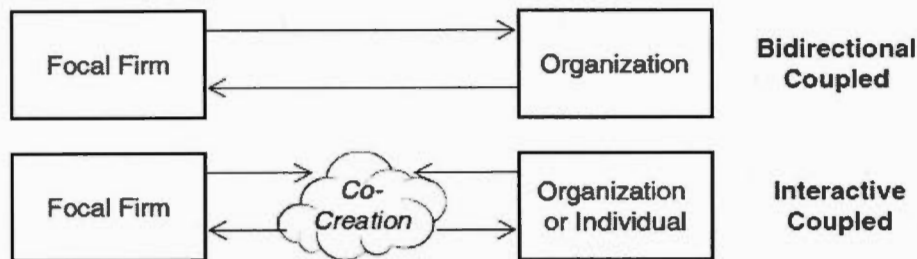 Focal Firm
Organization
Bidirectional
Coupled
Focal Firm
Co-
Creation
Organization
or Individual
Interactive
Coupled